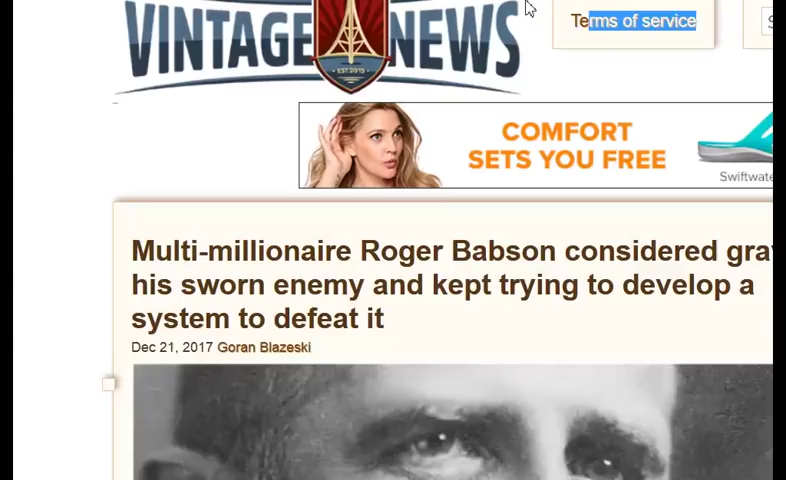 VINTAGE NEWS
EST.2015
Terms of service
S
COMFORT
SETS YOU FREE
Swiftwate
Multi-millionaire Roger Babson considered grav
his sworn enemy and kept trying to develop a
system to defeat it
Dec 21, 2017 Goran Blazeski